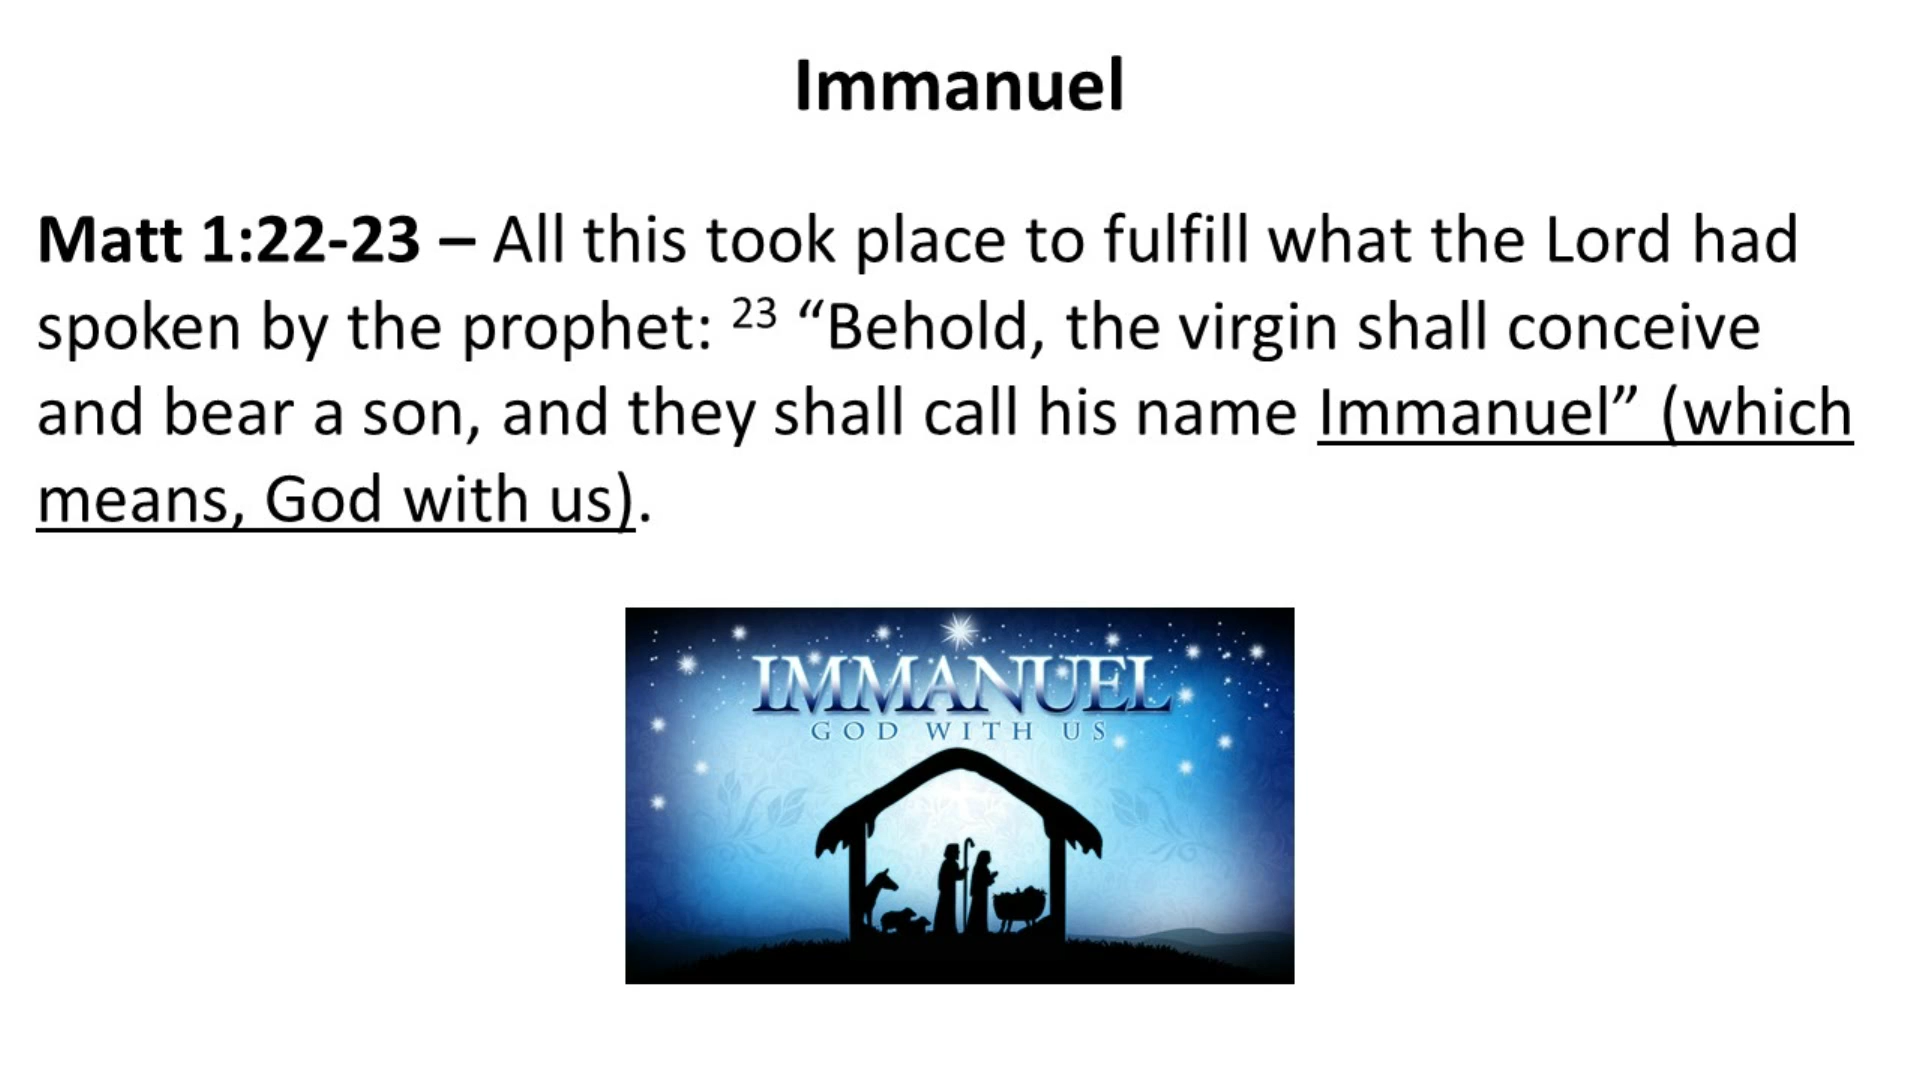 Immanuel
Matt 1:22-23 – All this took place to fulfill what the Lord had
spoken by the prophet: 23 “Behold, the virgin shall conceive
and bear a son, and they shall call his name Immanuel” (which
means, God with us).
IMMANUEL
GOD WITH US